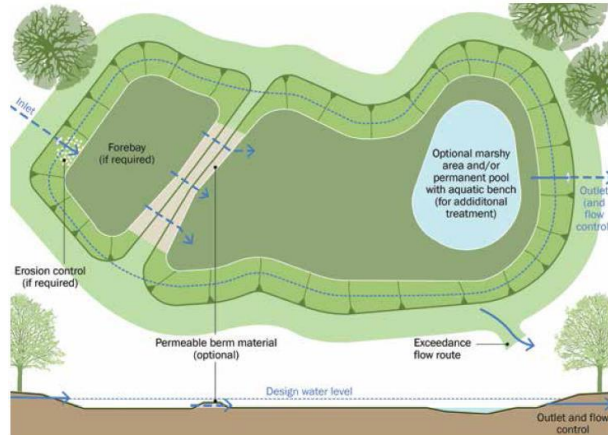 Inlet
Forebay
(if required)
Optional marshy
area and/or
permanent pool
with aquatic bench
(for addiditonal
treatment)
Outlet
(and
flow
control)
Erosion control
(if required)
Permeable berm material
(optional)
Exceedance
flow route
Design water level
Outlet and flow
control